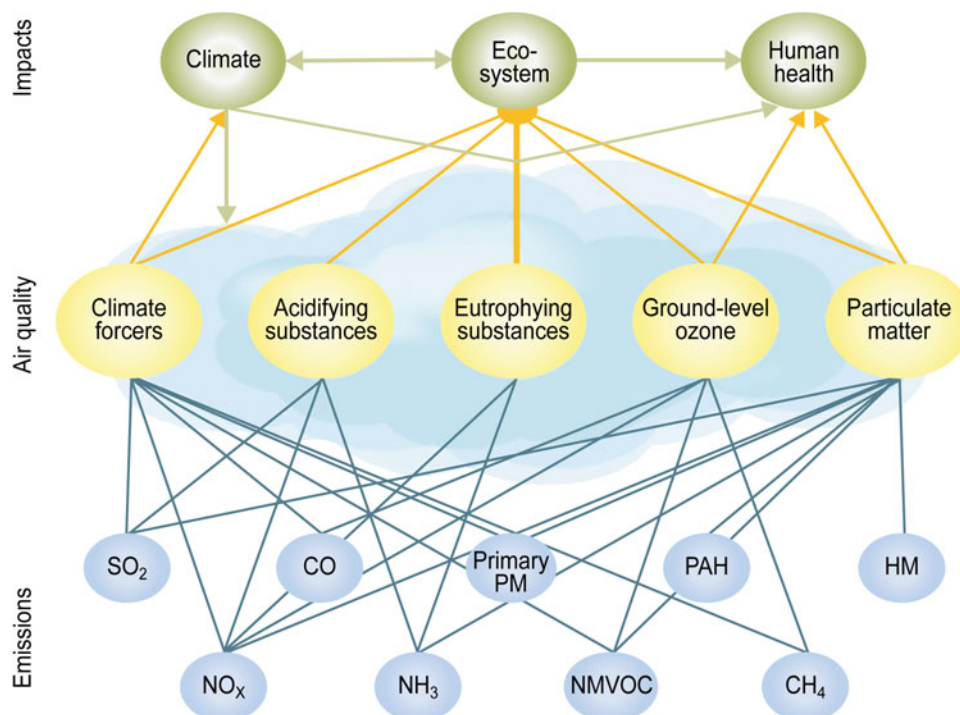 Impacts
Climate
Eco-
system
Human
health
Air quality
Climate
forcers
Acidifying
substances
Eutrophying
substances
Ground-level
ozone
Particulate
matter
Emissions
SO₂
CO
Primary
PM
PAH
HM
NOₓ
NH₃
NMVOC
CH₄